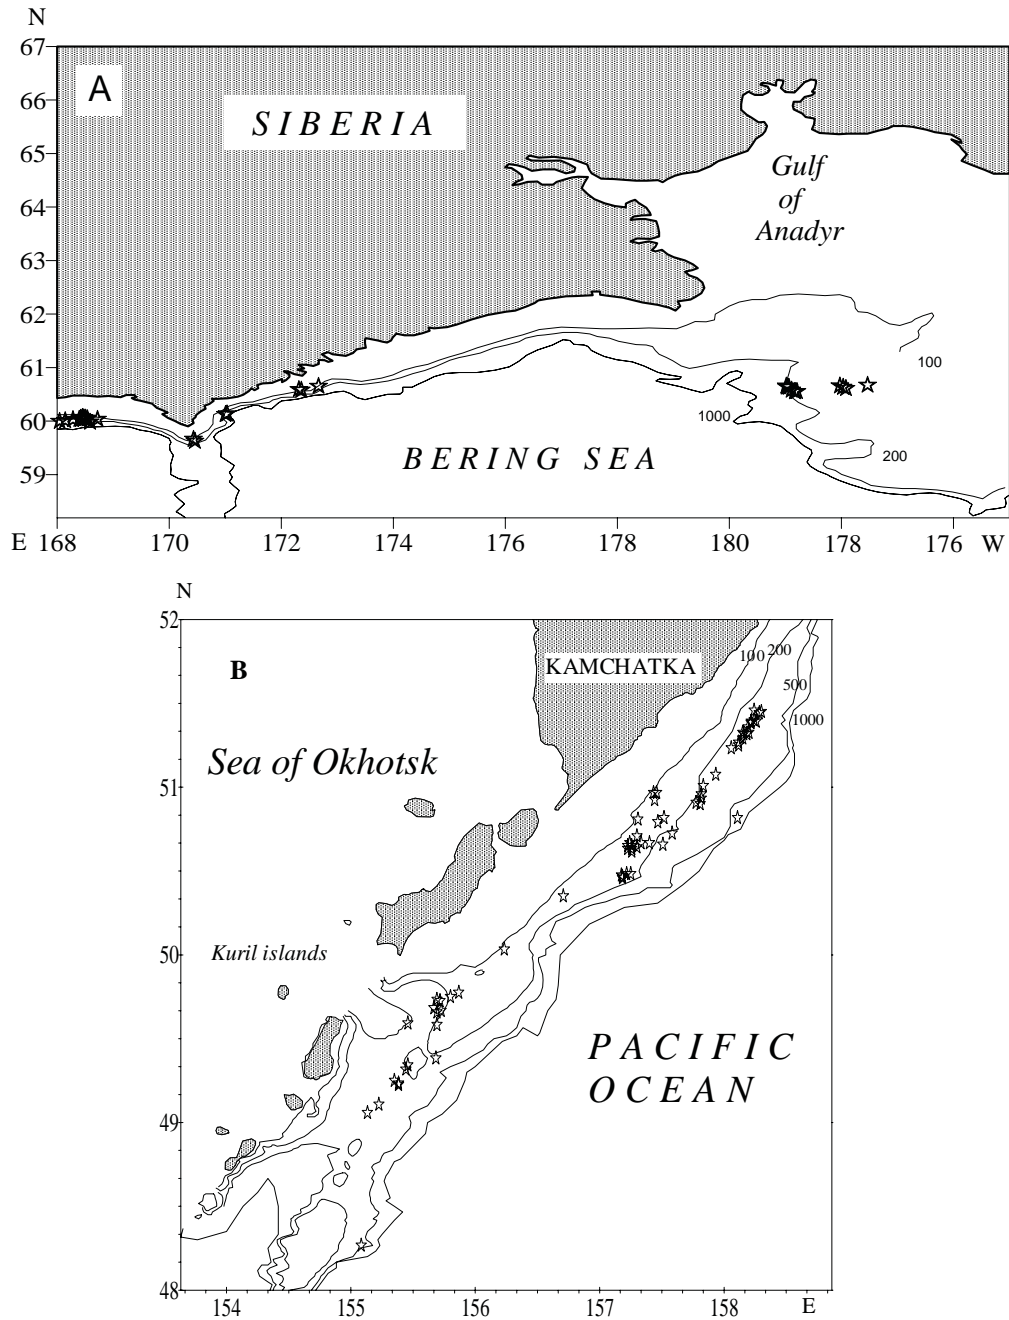 N
67
A
66
SIBERIA
65
Gulf
of
Anadyr
64
63
62
61
100
60
1000
BERING SEA
200
59
E 168 170 172 174 176 178 180 178 176 W
N
52
B
KAMCHATKA
100 200
500
1000
Sea of Okhotsk
51
50
Kuril islands
PACIFIC
OCEAN
49
48
154 155 156 157 158 E